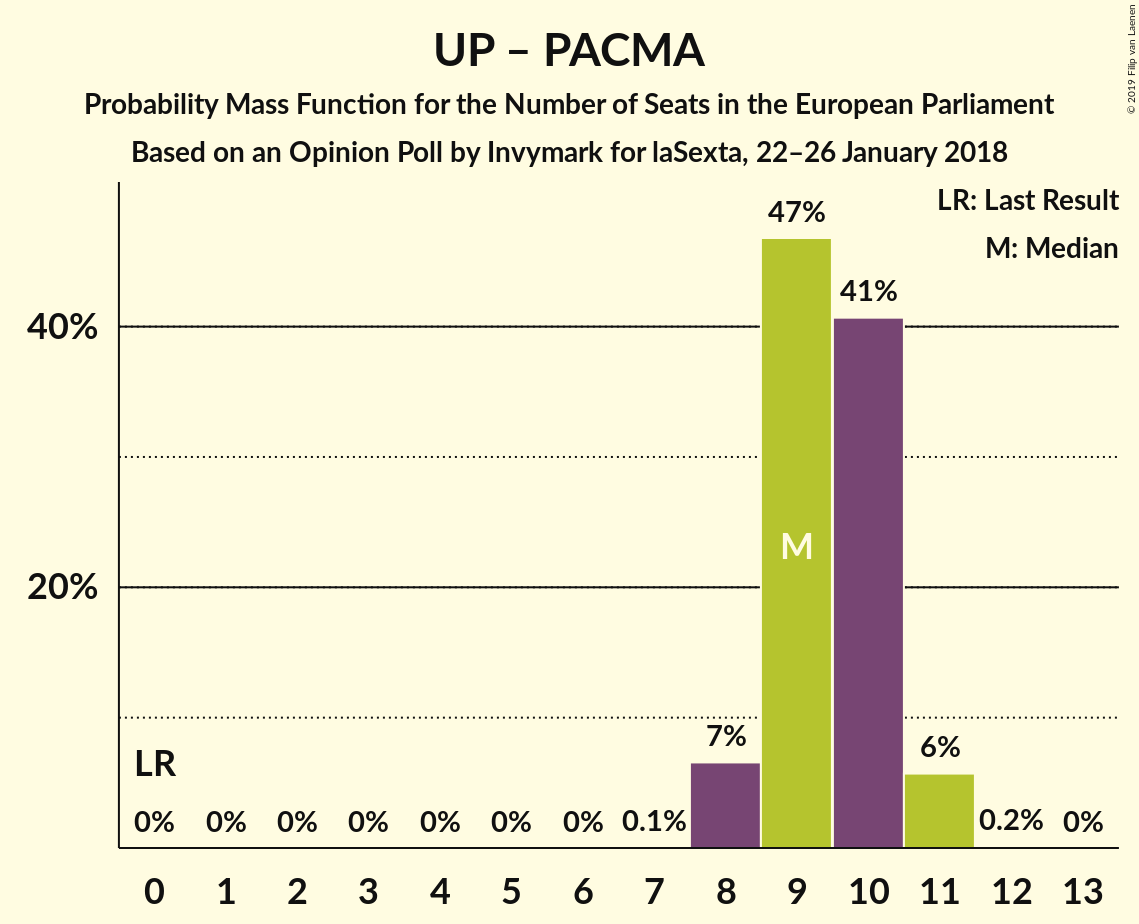 UP – PACMA
Probability Mass Function for the Number of Seats in the European Parliament
Based on an Opinion Poll by Invymark for laSexta, 22–26 January 2018
© 2019 Filip van Laenen
LR: Last Result
M: Median
47%
41%
40%
M
20%
7%
6%
LR
0% 0% 0% 0% 0% 0% 0% 0.1% 0.2% 0%
0 1 2 3 4 5 6 7 8 9 10 11 12 13